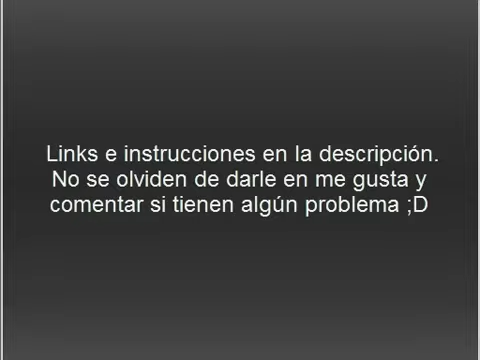 Links e instrucciones en la descripción.
No se olviden de darle en me gusta y
comentar si tienen algún problema ;D